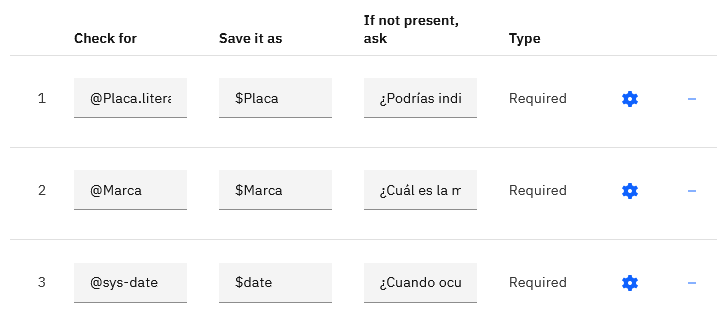 Check for Save it as If not present, ask Type
1 @Placa.litera $Placa ¿Podrías indi Required
2 @Marca $Marca ¿Cuál es la m Required
3 @sys-date $date ¿Cuando ocu Required